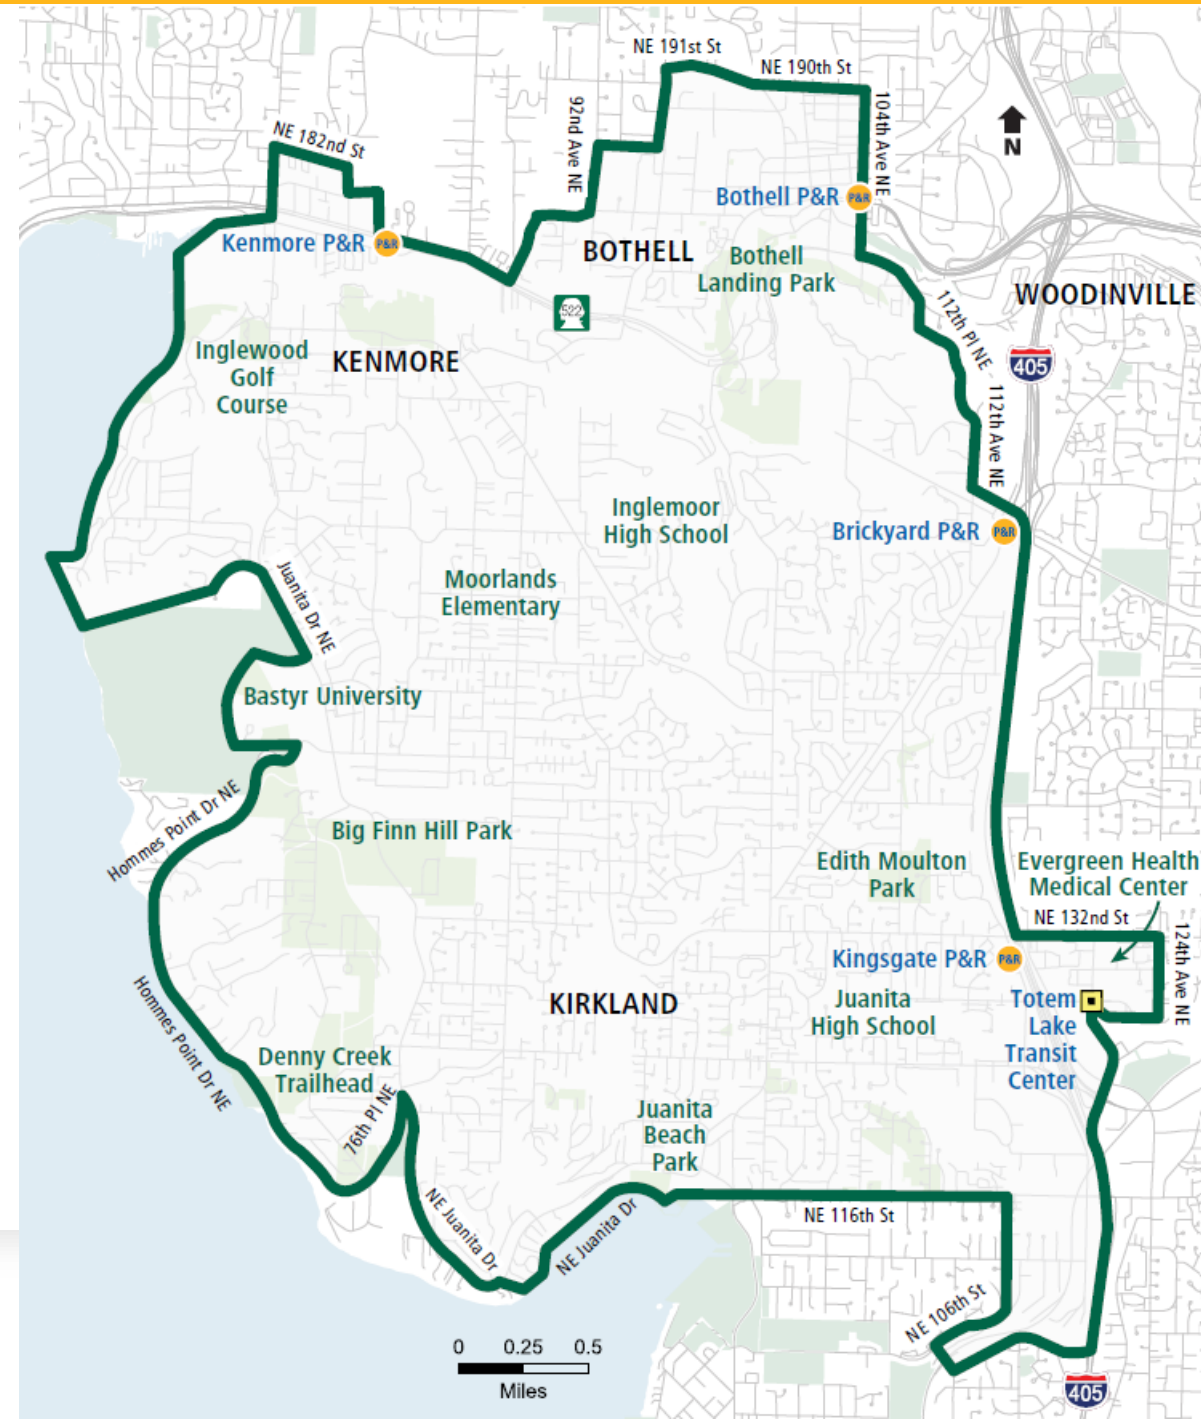 NE 191st St
NE 190th St
104th Ave NE
92nd Ave NE
N
NE 182nd St
Bothell P&R
P&R
Kenmore P&R
P&R
BOTHELL
Bothell
Landing Park
WOODINVILLE
522
112th Pl NE
405
Inglewood
Golf
Course
KENMORE
112th Ave NE
Inglemoor
High School
Brickyard P&R
P&R
Juanita Dr NE
Moorlands
Elementary
Bastyr University
Hommes Point Dr NE
Big Finn Hill Park
Edith Moulton
Park
Evergreen Health
Medical Center
NE 132nd St
124th Ave NE
Kingsgate P&R
P&R
KIRKLAND
Juanita
High School
Totem
Lake
Transit
Center
Hommes Point Dr NE
Denny Creek
Trailhead
76th Pl NE
Juanita
Beach
Park
NE Juanita Dr
NE Juanita Dr
NE 116th St
NE 106th St
0 0.25 0.5
Miles
405